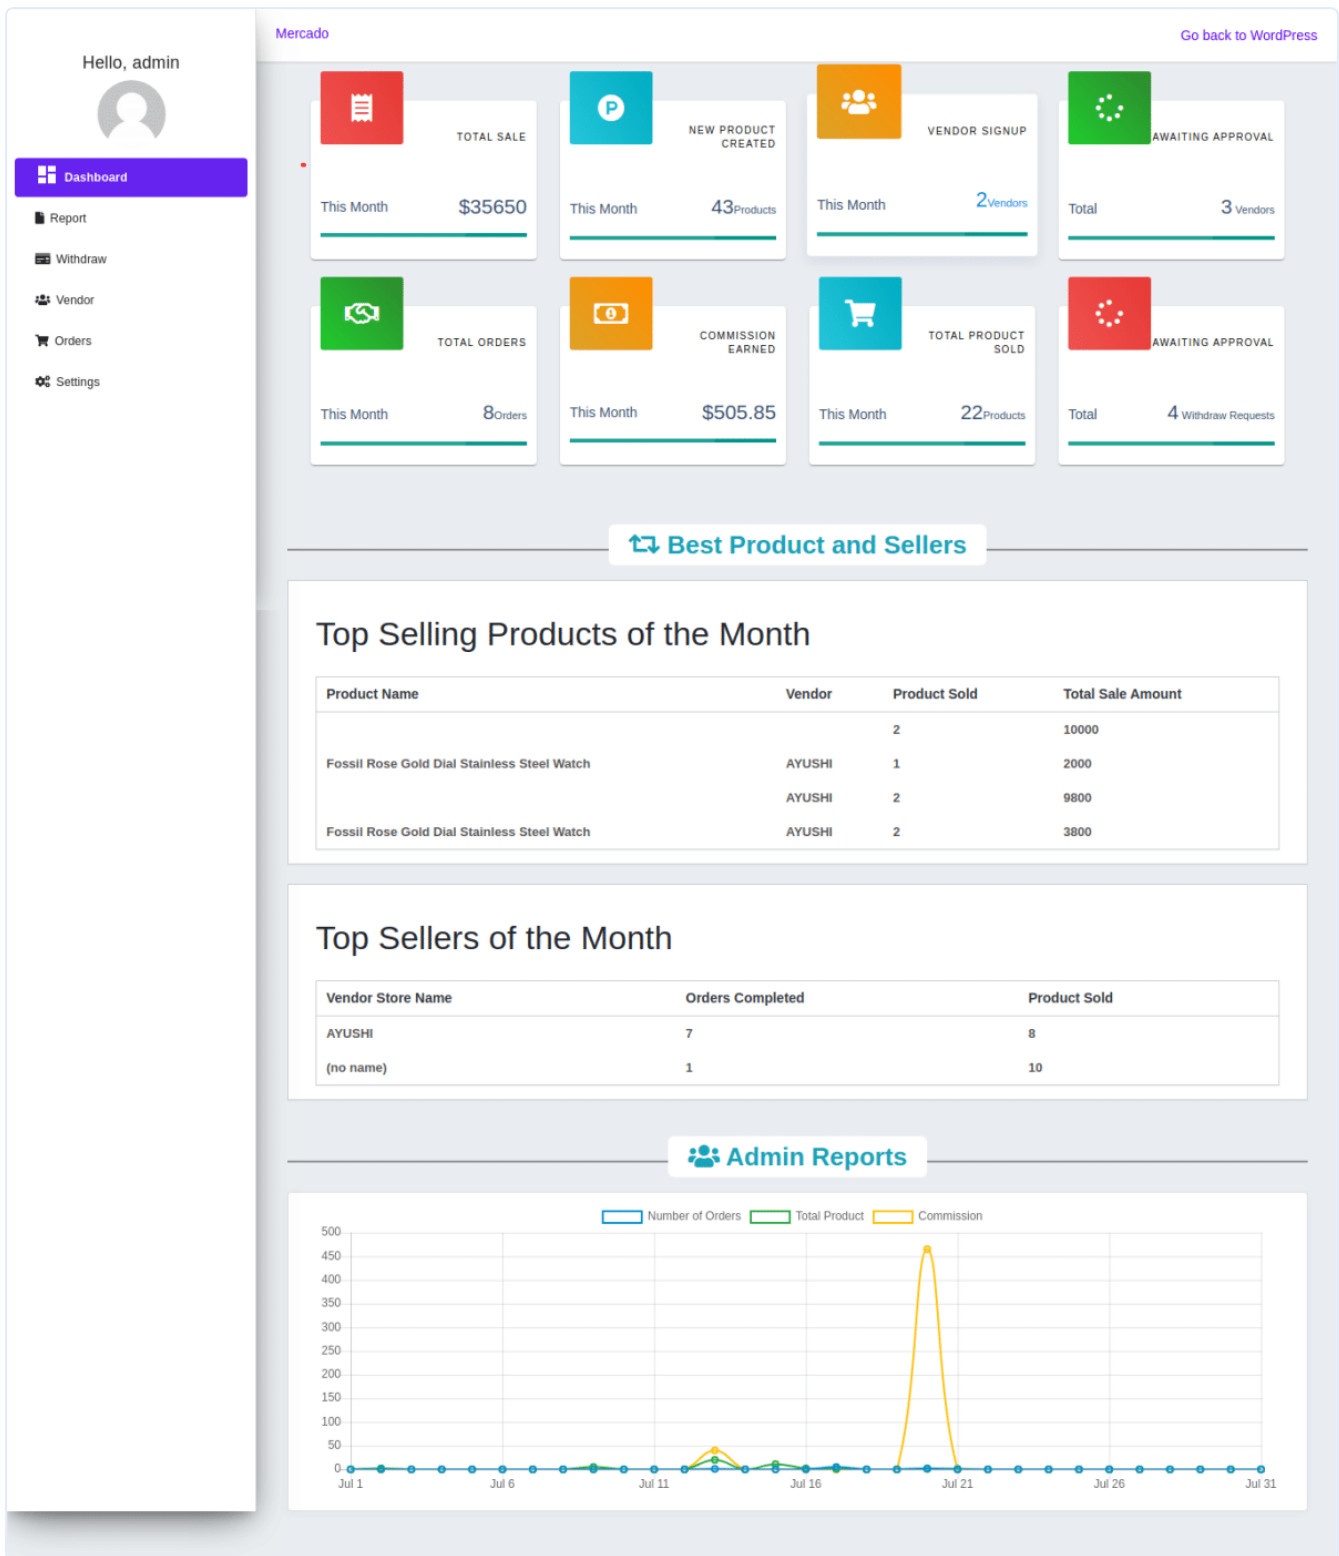 Hello, admin
Dashboard
Report
Withdraw
Vendor
Orders
Settings
Mercado
Go back to WordPress
TOTAL SALE
This Month $35650
NEW PRODUCT
CREATED
This Month 43Products
VENDOR SIGNUP
This Month 2Vendors
AWAITING APPROVAL
Total 3 Vendors
TOTAL ORDERS
This Month 8Orders
COMMISSION
EARNED
This Month $505.85
TOTAL PRODUCT
SOLD
This Month 22Products
AWAITING APPROVAL
Total 4 Withdraw Requests
Best Product and Sellers
Top Selling Products of the Month
Product Name Vendor Product Sold Total Sale Amount
2 10000
Fossil Rose Gold Dial Stainless Steel Watch AYUSHI 1 2000
AYUSHI 2 9800
Fossil Rose Gold Dial Stainless Steel Watch AYUSHI 2 3800
Top Sellers of the Month
Vendor Store Name Orders Completed Product Sold
AYUSHI 7 8
(no name) 1 10
Admin Reports
Number of Orders Total Product Commission
500
450
400
350
300
250
200
150
100
50
0
Jul 1 Jul 6 Jul 11 Jul 16 Jul 21 Jul 26 Jul 31